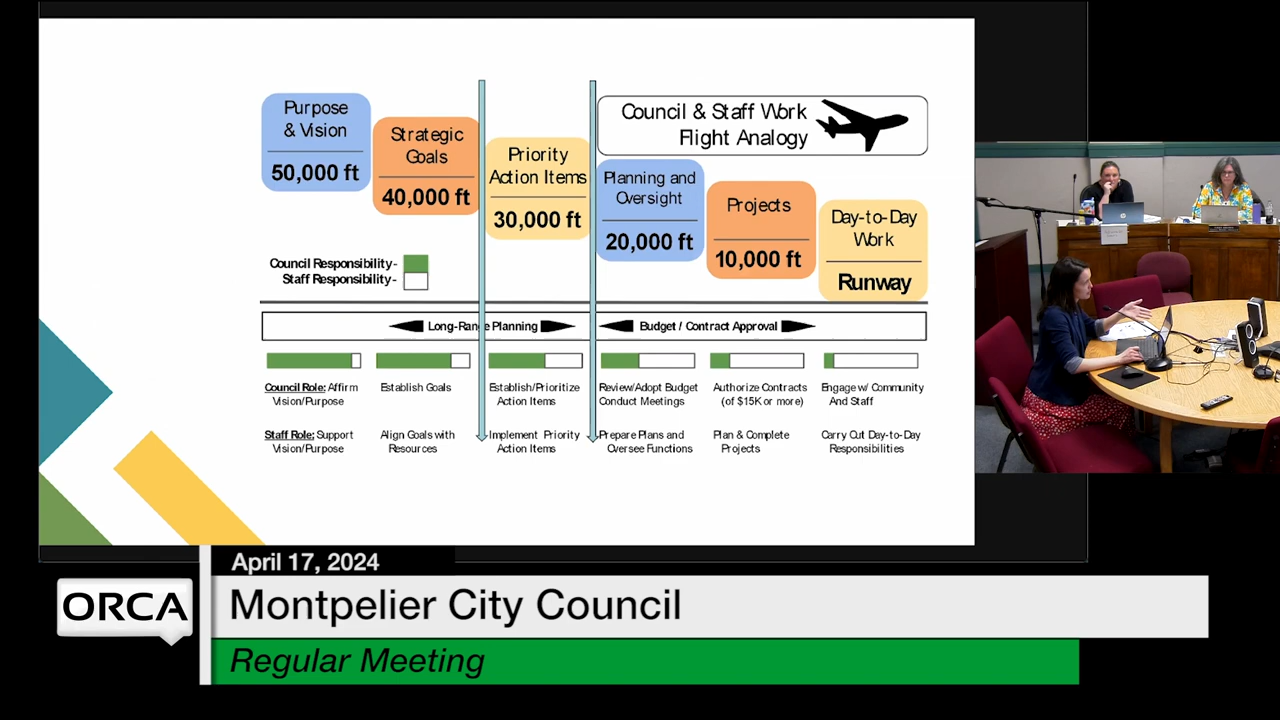 Purpose
& Vision
50,000 ft
Strategic
Goals
40,000 ft
Priority
Action Items
30,000 ft
Council & Staff Work
Flight Analogy
Planning and
Oversight
20,000 ft
Projects
10,000 ft
Day-to-Day
Work
Runway
Council Responsibility-
Staff Responsibility-
Long-Range Planning
Budget / Contract Approval
Council Role: Affirm
Vision/Purpose
Establish Goals
Establish/Prioritize
Action Items
Review/Adopt Budget
Conduct Meetings
Authorize Contracts
(of $15K or more)
Engage w/ Community
And Staff
Staff Role: Support
Vision/Purpose
Align Goals with
Resources
Implement Priority
Action Items
Prepare Plans and
Oversee Functions
Plan & Complete
Projects
Carry Out Day-to-Day
Responsibilities
April 17, 2024
ORCA
Montpelier City Council
Regular Meeting